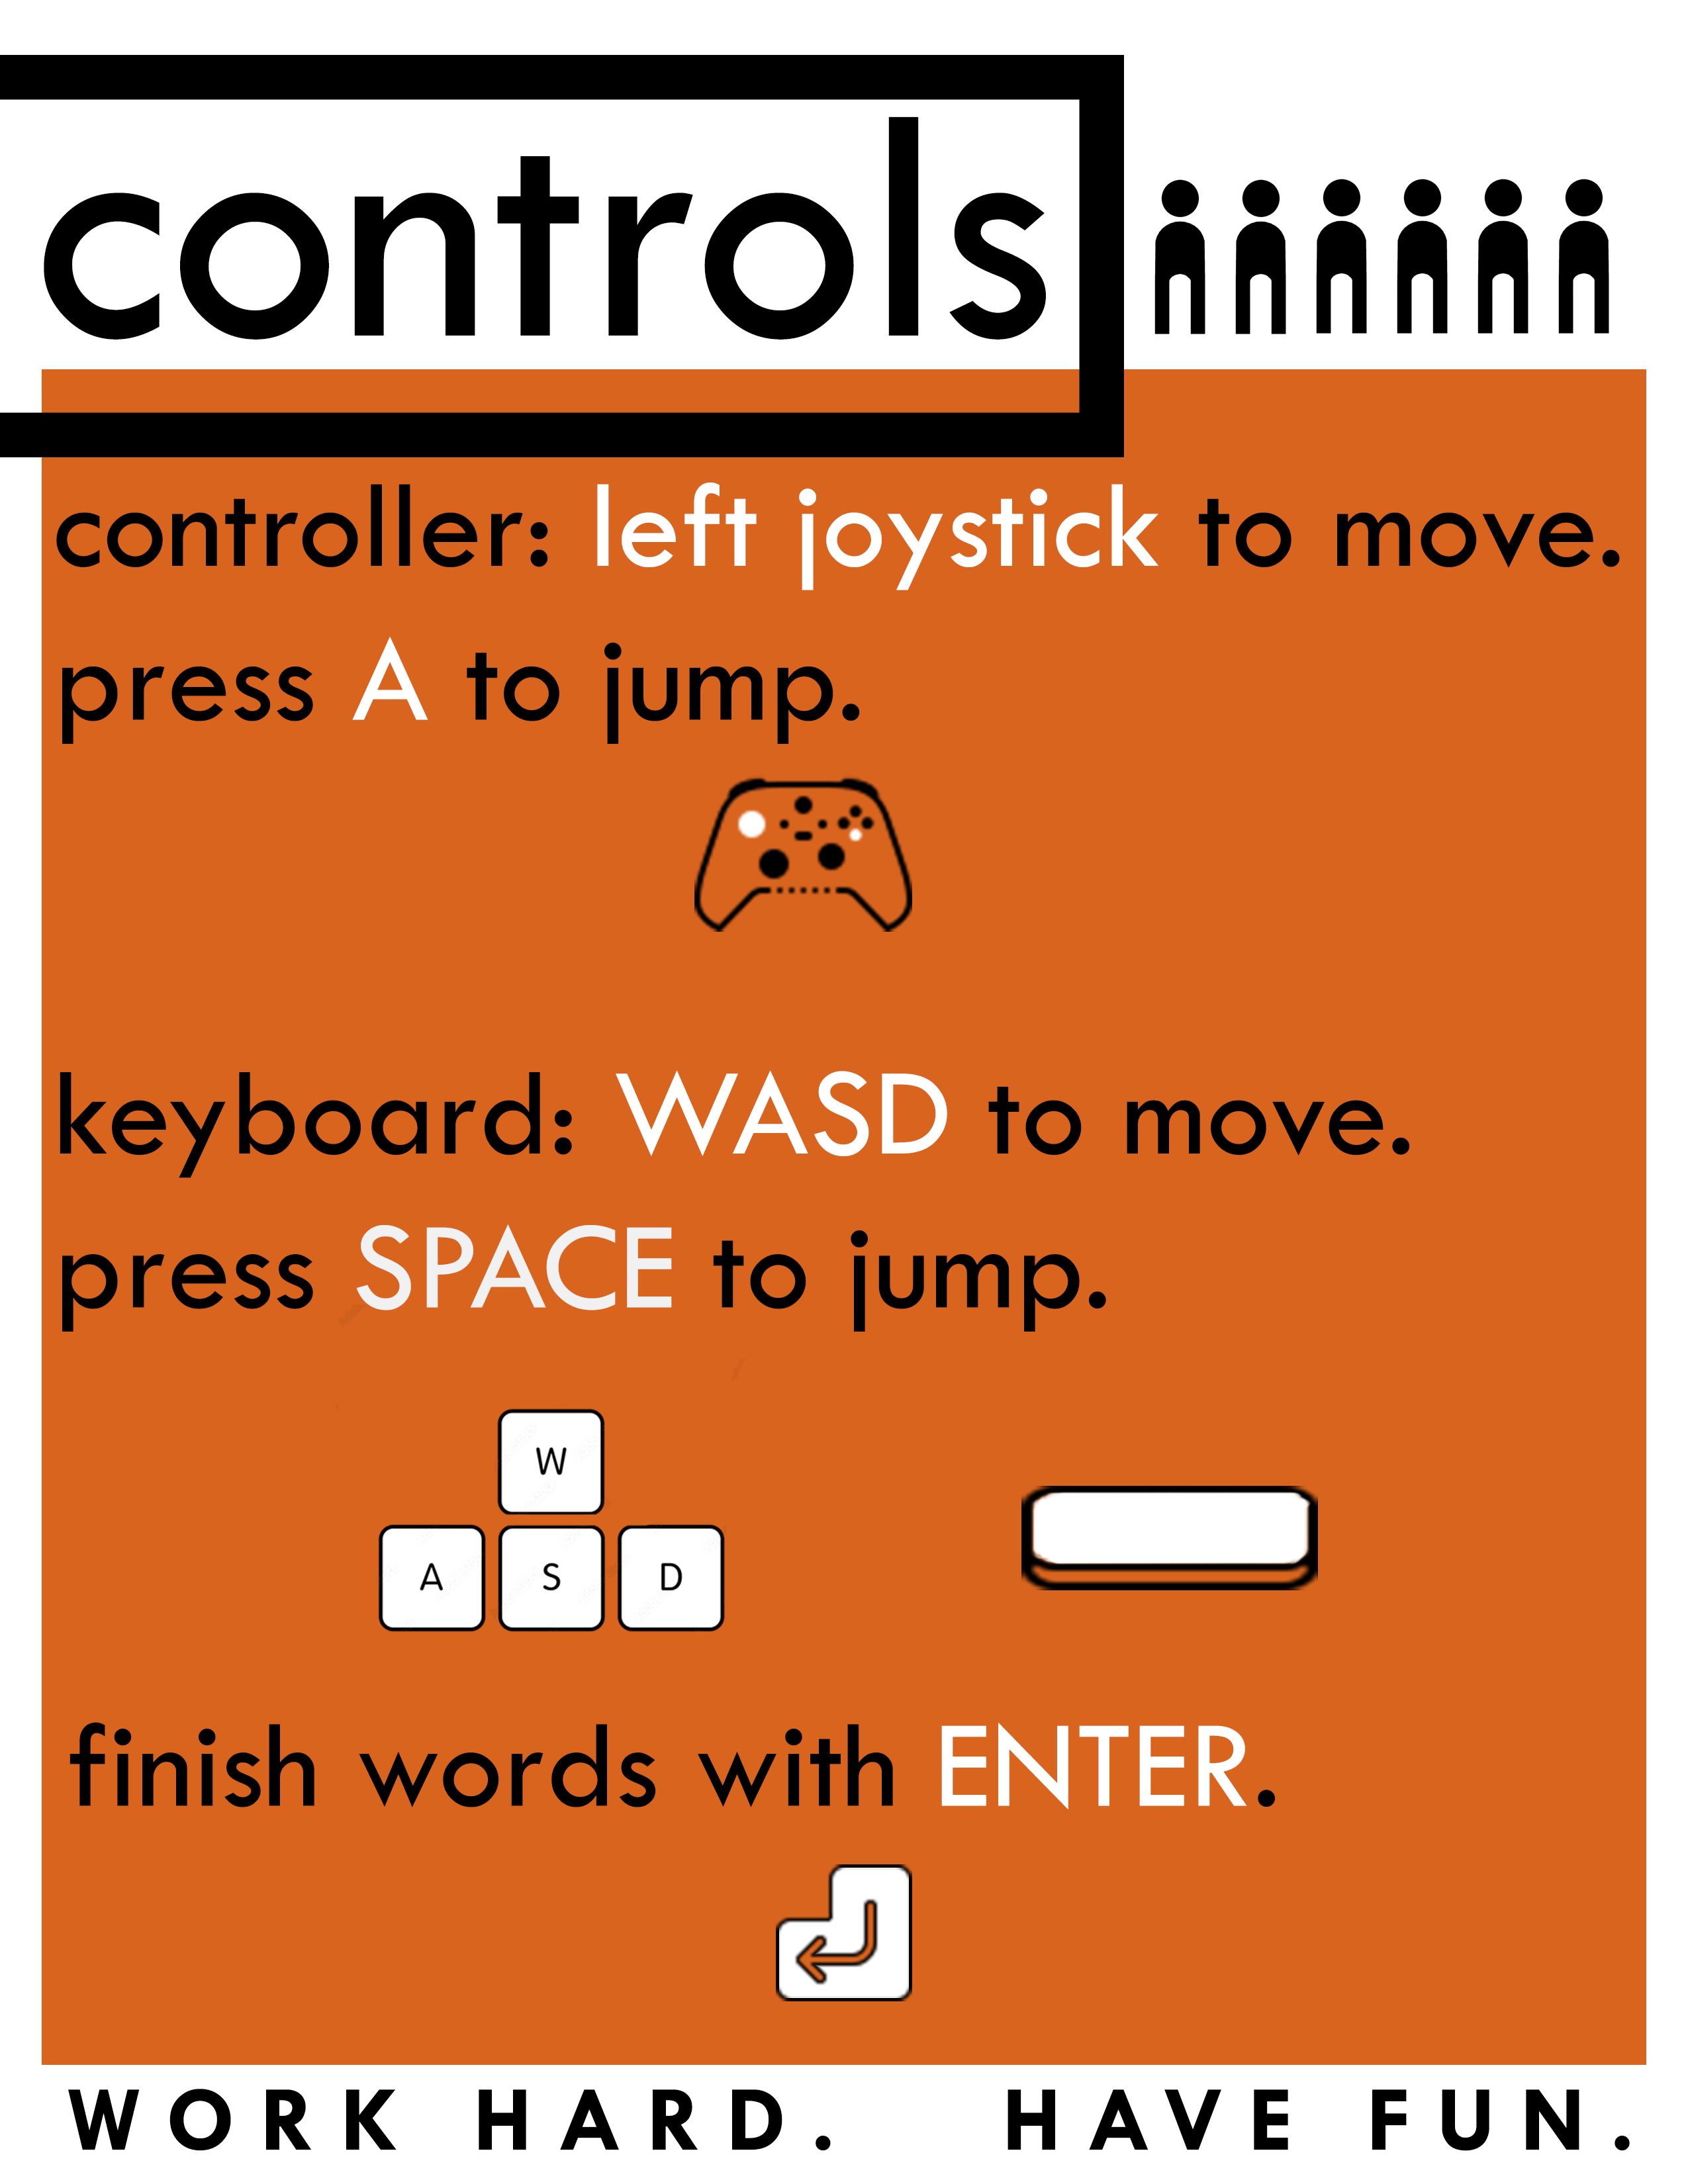 controls
controller: left joystick to move.
press A to jump.
keyboard: WASD to move.
press SPACE to jump.
W
A S D
finish words with ENTER.
WORK HARD. HAVE FUN.